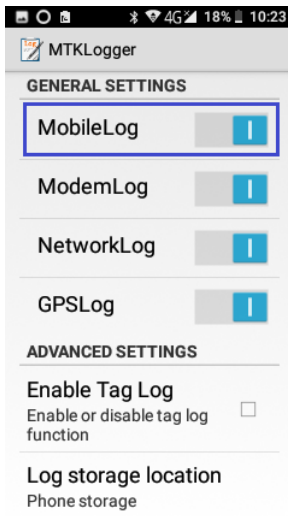 4G 18% 10:23
MTKLogger
GENERAL SETTINGS
MobileLog
ModemLog
NetworkLog
GPSLog
ADVANCED SETTINGS
Enable Tag Log
Enable or disable tag log
function
Log storage location
Phone storage